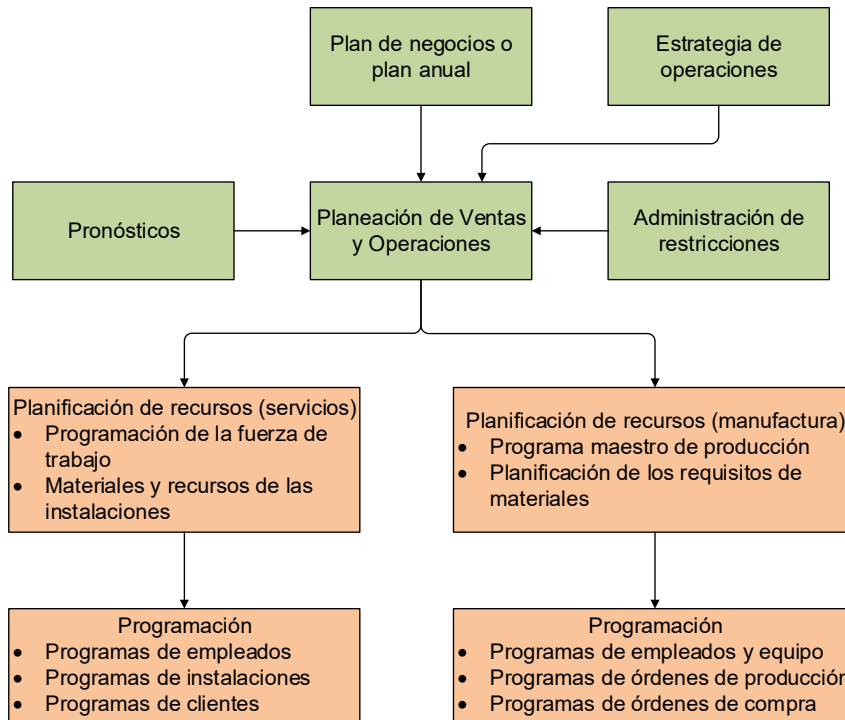 Plan de negocios o
plan anual
Estrategia de
operaciones
Pronósticos
Planeación de Ventas
y Operaciones
Administración de
restricciones
Planificación de recursos (servicios)
• Programación de la fuerza de
trabajo
• Materiales y recursos de las
instalaciones
Planificación de recursos (manufactura)
• Programa maestro de producción
• Planificación de los requisitos de
materiales
Programación
• Programas de empleados
• Programas de instalaciones
• Programas de clientes
Programación
• Programas de empleados y equipo
• Programas de órdenes de producción
• Programas de órdenes de compra